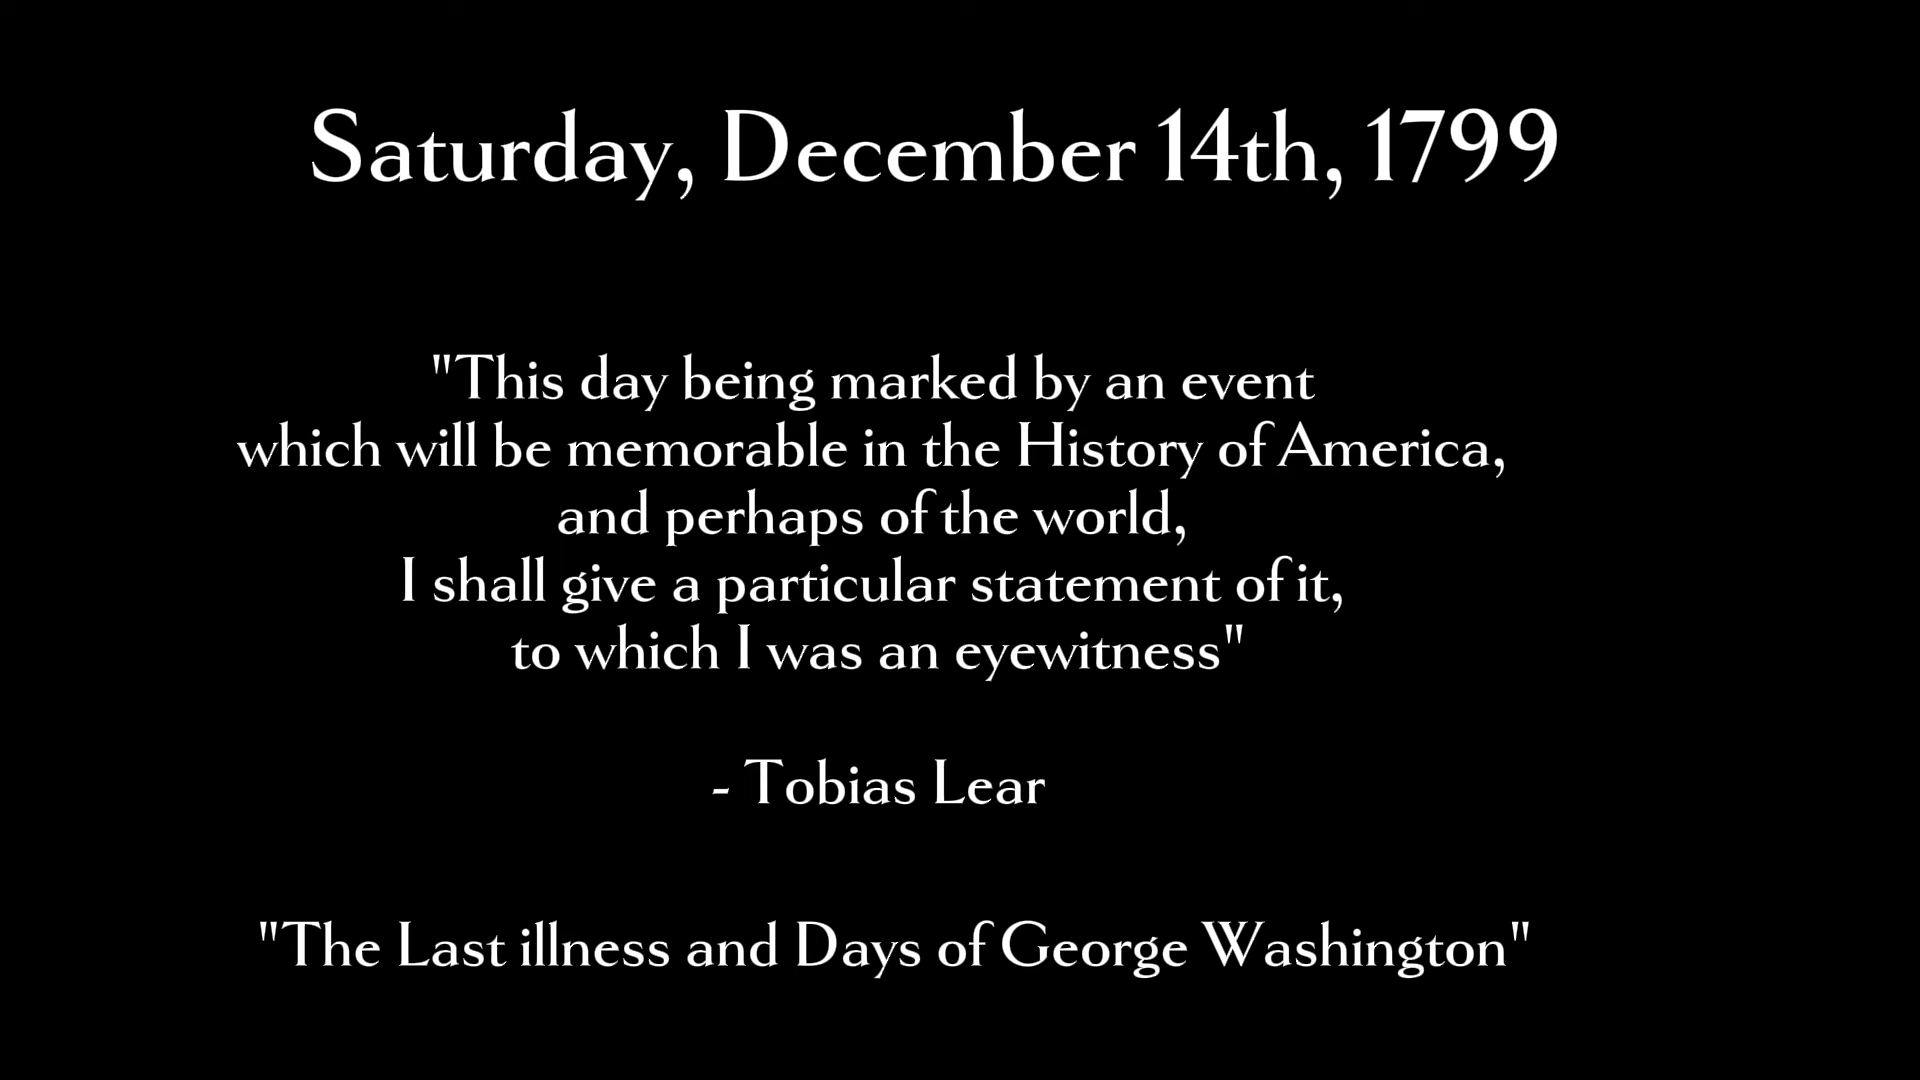 Saturday, December 14th, 1799
"This day being marked by an event
which will be memorable in the History of America,
and perhaps of the world,
I shall give a particular statement of it,
to which I was an eyewitness"
- Tobias Lear
"The Last illness and Days of George Washington"